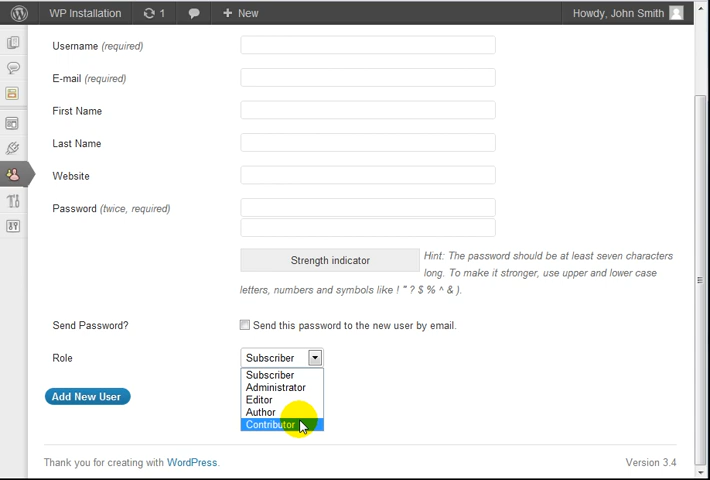 WP Installation 1 New Howdy, John Smith
Username (required)
E-mail (required)
First Name
Last Name
Website
Password (twice, required)
Strength indicator
Hint: The password should be at least seven characters
long. To make it stronger, use upper and lower case
letters, numbers and symbols like ! " ? $ % ^ & ).
Send Password? Send this password to the new user by email.
Role Subscriber
Subscriber
Administrator
Editor
Author
Contributor
Add New User
Thank you for creating with WordPress. Version 3.4